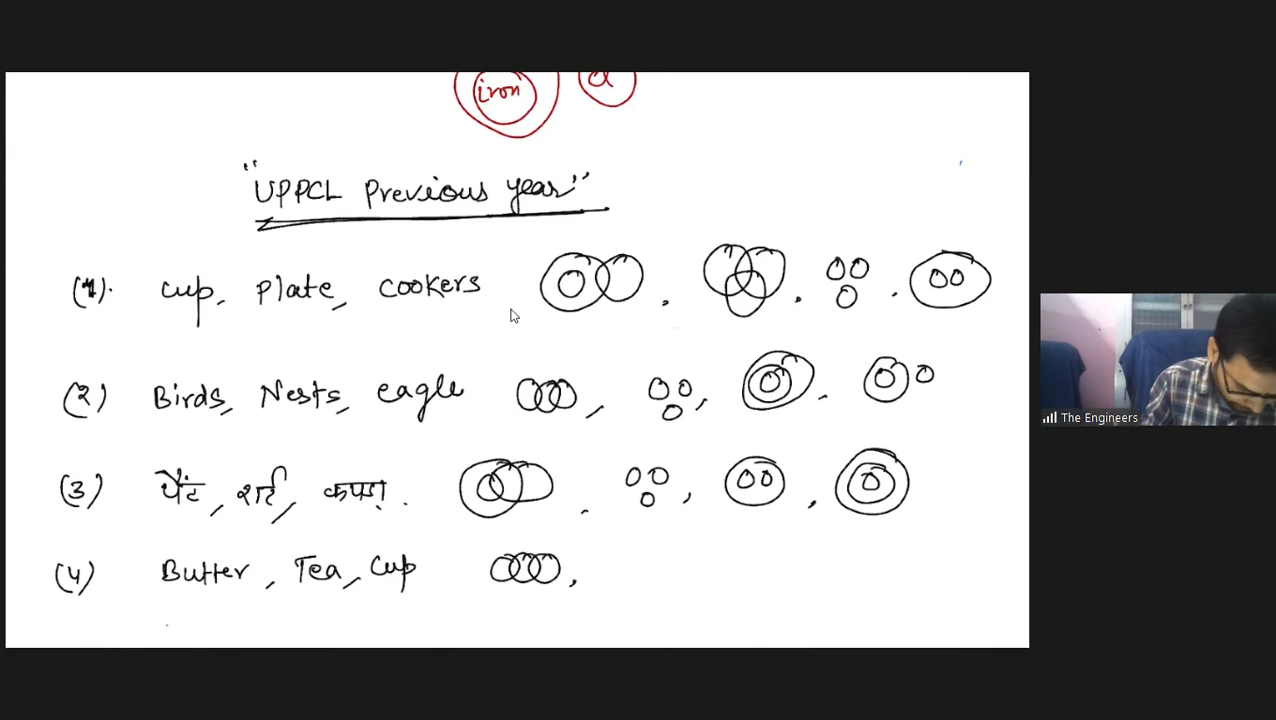 iron a
"UPPCL Previous year"
(1). cup, plate, cookers
(2) Birds, Nests, eagle
(3) पैंट, शर्ट, कपड़ा.
(4) Butter, Tea, Cup
The Engineers